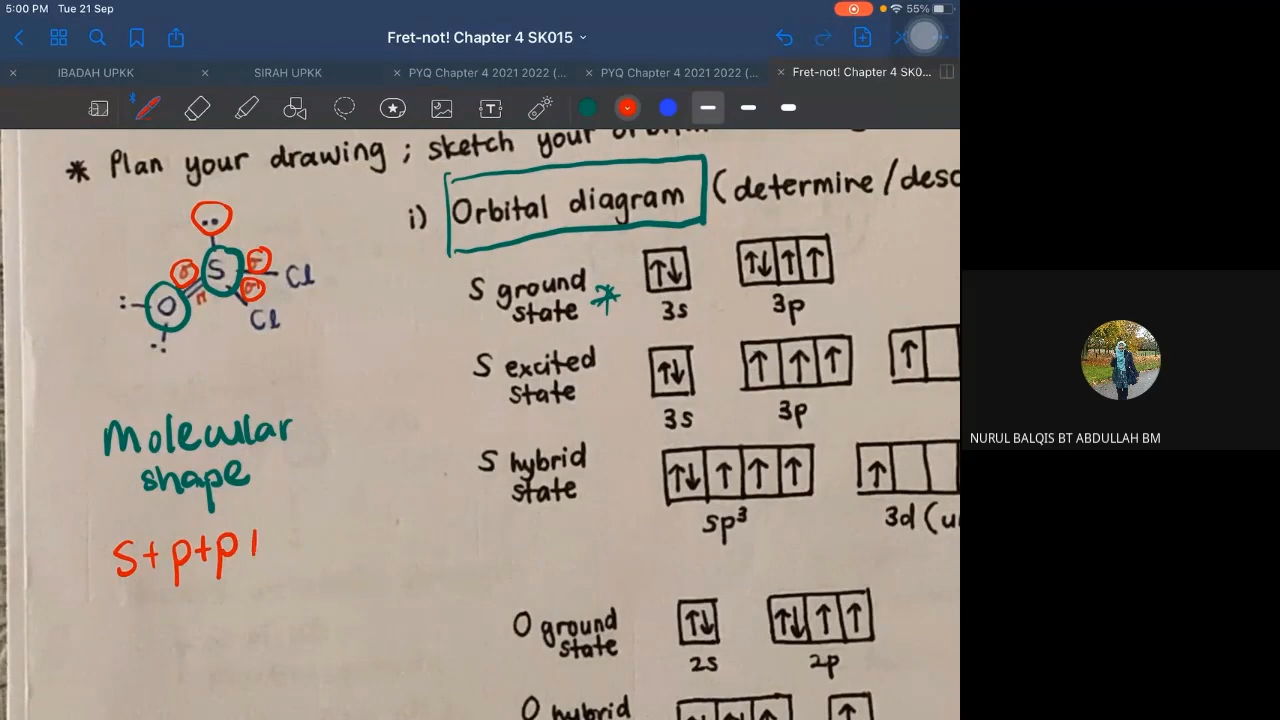 5:00 PM Tue 21 Sep
55%
Fret-not! Chapter 4 SK015
IBADAH UPKK
SIRAH UPKK
PYQ Chapter 4 2021 2022 (...
PYQ Chapter 4 2021 2022 (...
Fret-not! Chapter 4 SK0...
* Plan your drawing ; sketch your
i) Orbital diagram (determine/desc
S
σ
σ
σ
π
O
Cl
Cl
S ground state *
3s
3p
S excited state
3s
3p
S hybrid state
sp³
3d (u
Molecular
shape
S+p+p
O ground state
2s
2p
O hybrid
NURUL BALQIS BT ABDULLAH BM